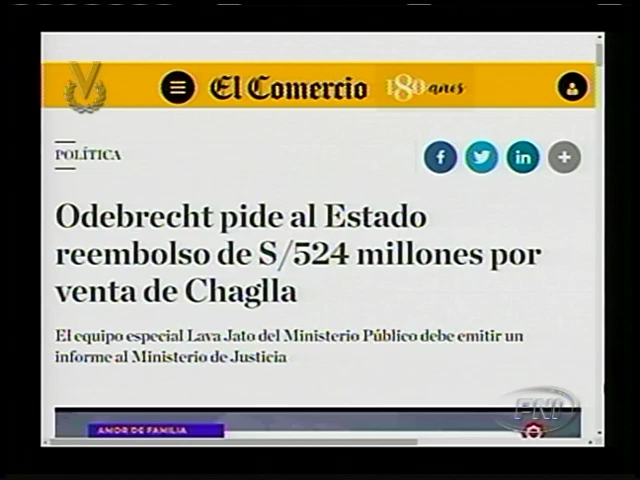 El Comercio 180 años
POLÍTICA
Odebrecht pide al Estado
reembolso de S/524 millones por
venta de Chaglla
El equipo especial Lava Jato del Ministerio Público debe emitir un
informe al Ministerio de Justicia
FNI
AMOR DE FAMILIA